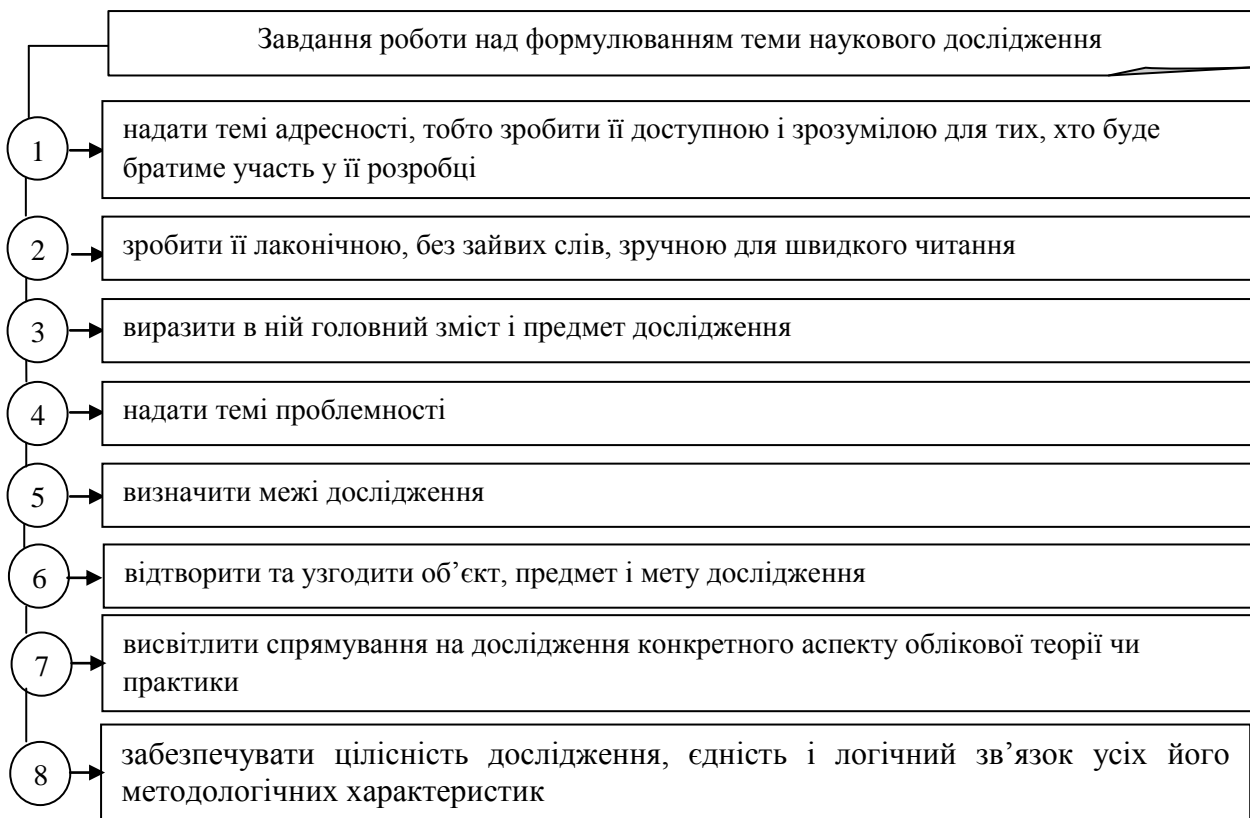 Завдання роботи над формулюванням теми наукового дослідження
1
надати темі адресності, тобто зробити її доступною і зрозумілою для тих, хто буде
братиме участь у її розробці
2
зробити її лаконічною, без зайвих слів, зручною для швидкого читання
3
виразити в ній головний зміст і предмет дослідження
4
надати темі проблемності
5
визначити межі дослідження
6
відтворити та узгодити об’єкт, предмет і мету дослідження
7
висвітлити спрямування на дослідження конкретного аспекту облікової теорії чи
практики
8
забезпечувати цілісність дослідження, єдність і логічний зв’язок усіх його
методологічних характеристик